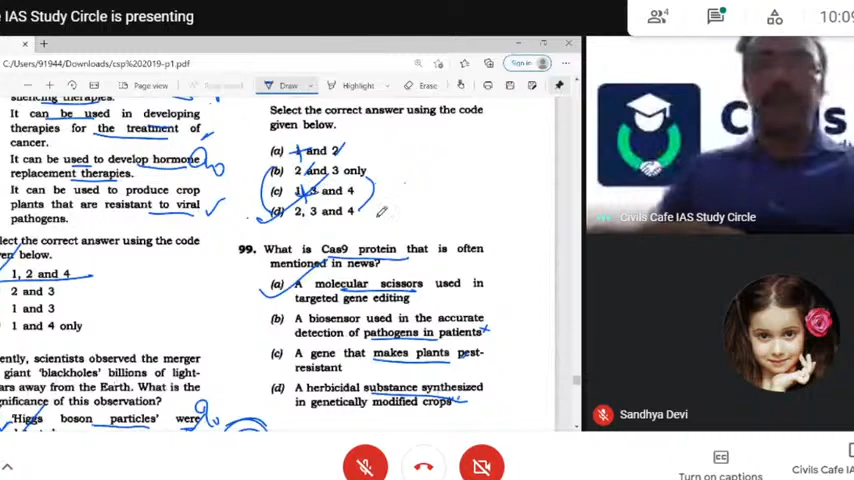 e IAS Study Circle is presenting
4
10:09
C:/Users/91944/Downloads/csp%202019-p1.pdf
Sign in
Page view
Draw
Highlight
Erase
Share
silencing therapies.
It can be used in developing
therapies for the treatment of
cancer.
It can be used to develop hormone
replacement therapies.
It can be used to produce crop
plants that are resistant to viral
pathogens.
elect the correct answer using the code
ven below.
1, 2 and 4
2 and 3
1 and 3
1 and 4 only
ently, scientists observed the merger
giant 'blackholes' billions of light-
ars away from the Earth. What is the
gnificance of this observation?
'Higgs boson particles' were
Select the correct answer using the code
given below.
(a) 1 and 2
(b) 2 and 3 only
(c) 1, 3 and 4
(d) 2, 3 and 4
99. What is Cas9 protein that is often
mentioned in news?
(a) A molecular scissors used in
targeted gene editing
(b) A biosensor used in the accurate
detection of pathogens in patients
(c) A gene that makes plants pest-
resistant
(d) A herbicidal substance synthesized
in genetically modified crops
C
s
Civils Cafe IAS Study Circle
Sandhya Devi
CC
Turn on captions
Civils Cafe IA